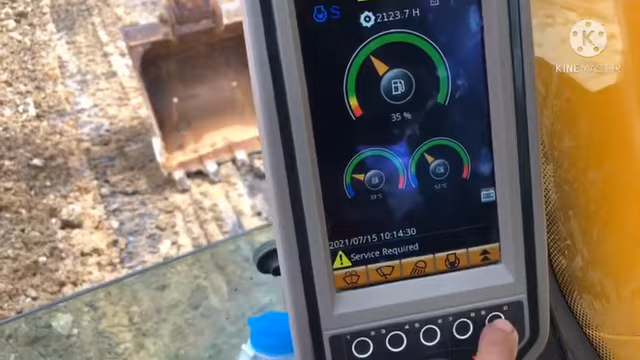 S
2123.7 H
K
KINEMASTER
35 %
2021/07/15 10:14:30
Service Required